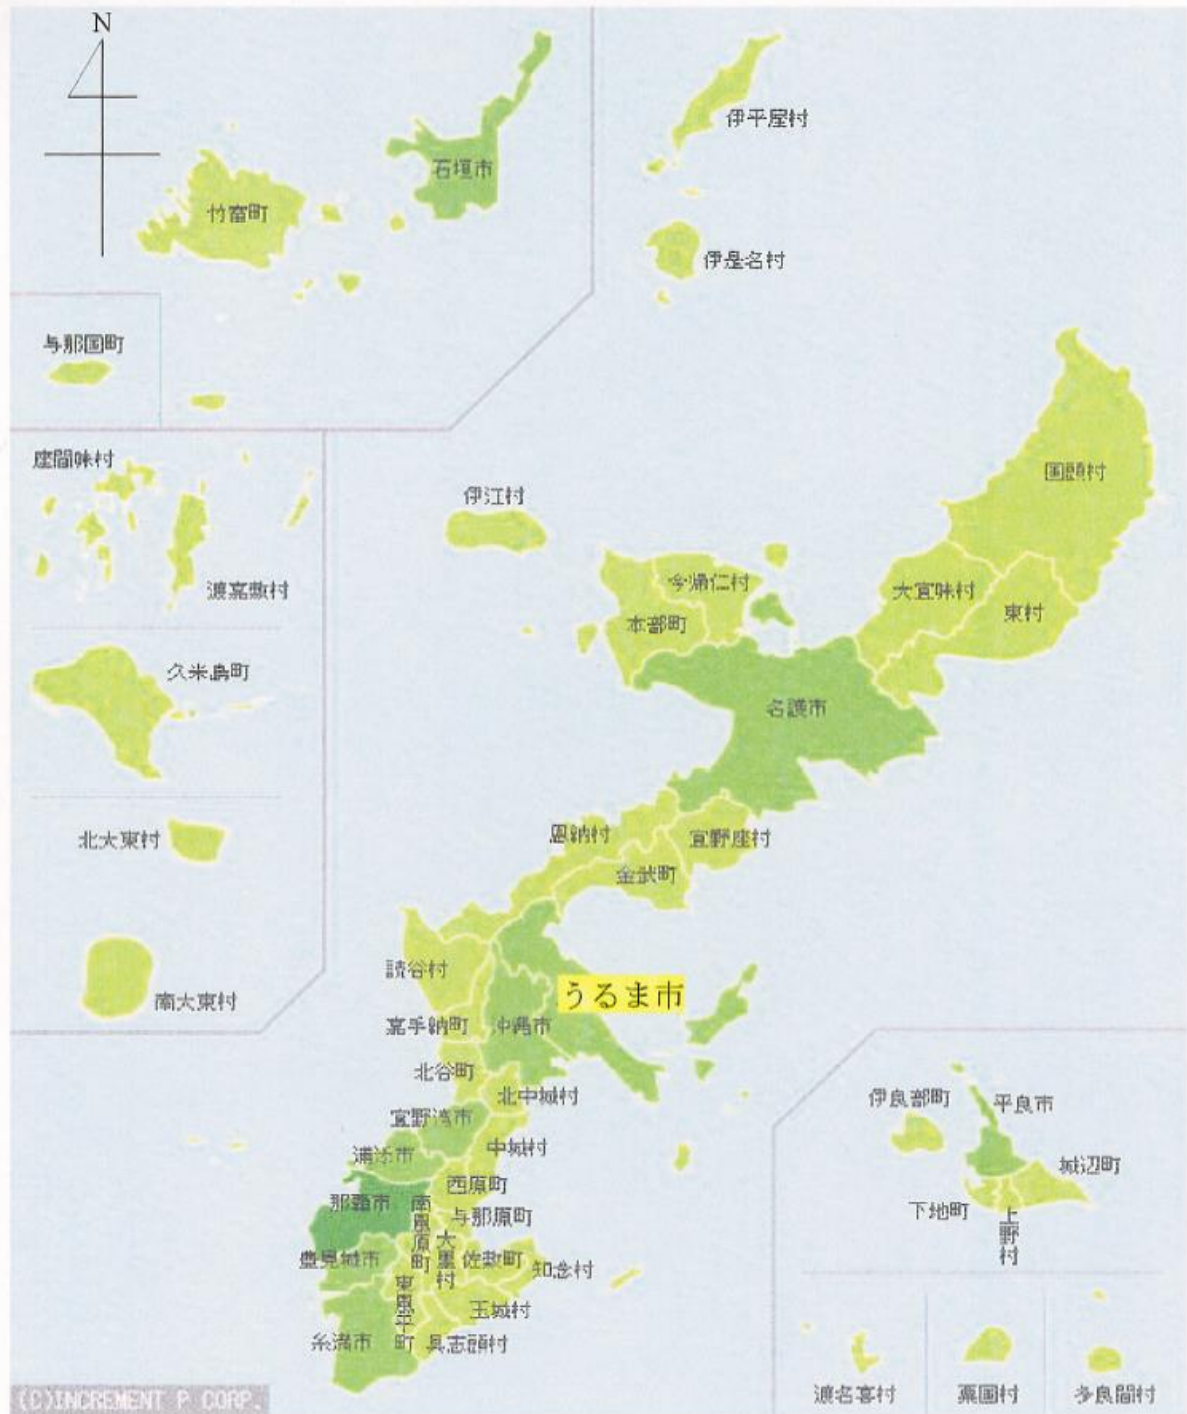 N
伊平屋村
石垣市
竹富町
伊是名村
与那国町
座間味村
国頭村
伊江村
渡嘉敷村
今帰仁村
大宜味村
東村
本部町
久米島町
名護市
恩納村
宜野座村
北大東村
金武町
読谷村
うるま市
南大東村
嘉手納町
沖縄市
北谷町
北中城村
伊良部町
平良市
宜野湾市
中城村
浦添市
城辺町
西原町
那覇市
南風原町
与那原町
下地町
上野村
大里村
豊見城市
佐敷町
知念村
東風平町
玉城村
糸満市
具志頭村
渡名喜村
粟国村
多良間村
(C)INCREMENT P CORP.